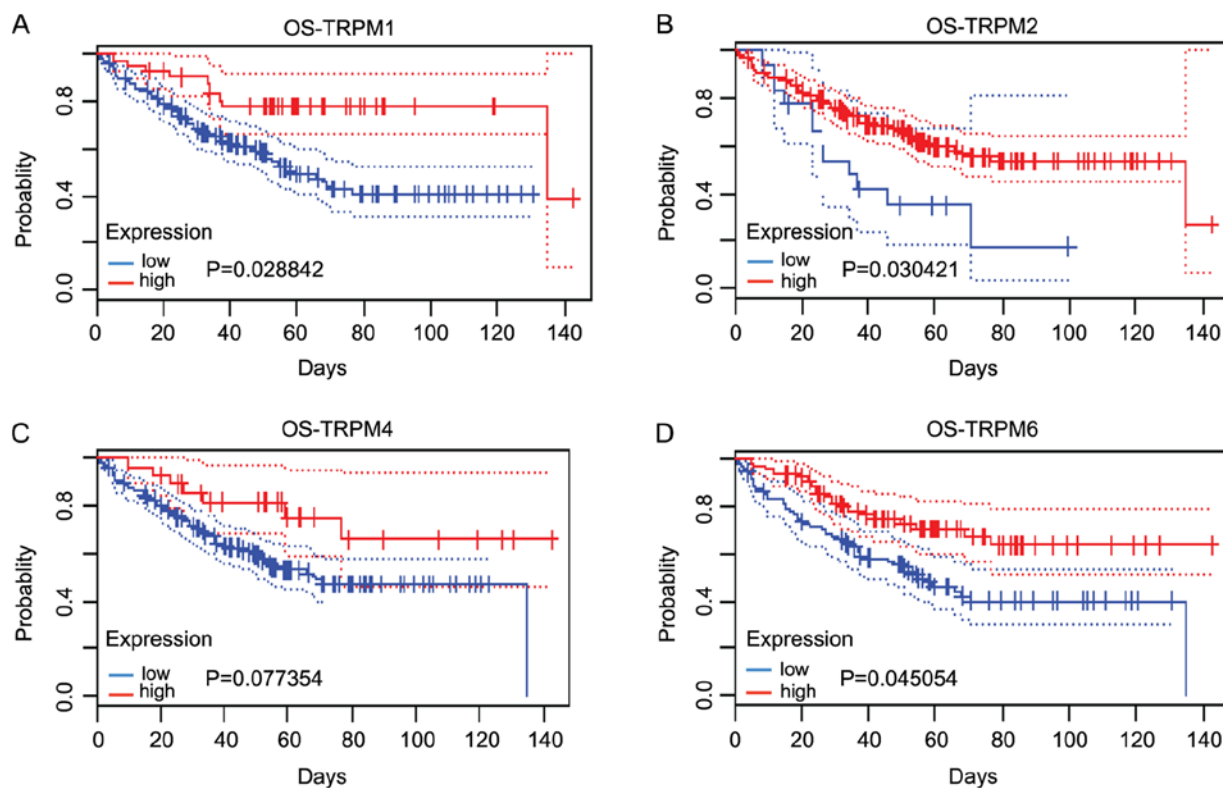 A
OS-TRPM1
Probablity
0.0 0.4 0.8
Expression
low
high
P=0.028842
0 20 40 60 80 100 120 140
Days
B
OS-TRPM2
Probablity
0.0 0.4 0.8
Expression
low
high
P=0.030421
0 20 40 60 80 100 120 140
Days
C
OS-TRPM4
Probablity
0.0 0.4 0.8
Expression
low
high
P=0.077354
0 20 40 60 80 100 120 140
Days
D
OS-TRPM6
Probablity
0.0 0.4 0.8
Expression
low
high
P=0.045054
0 20 40 60 80 100 120 140
Days